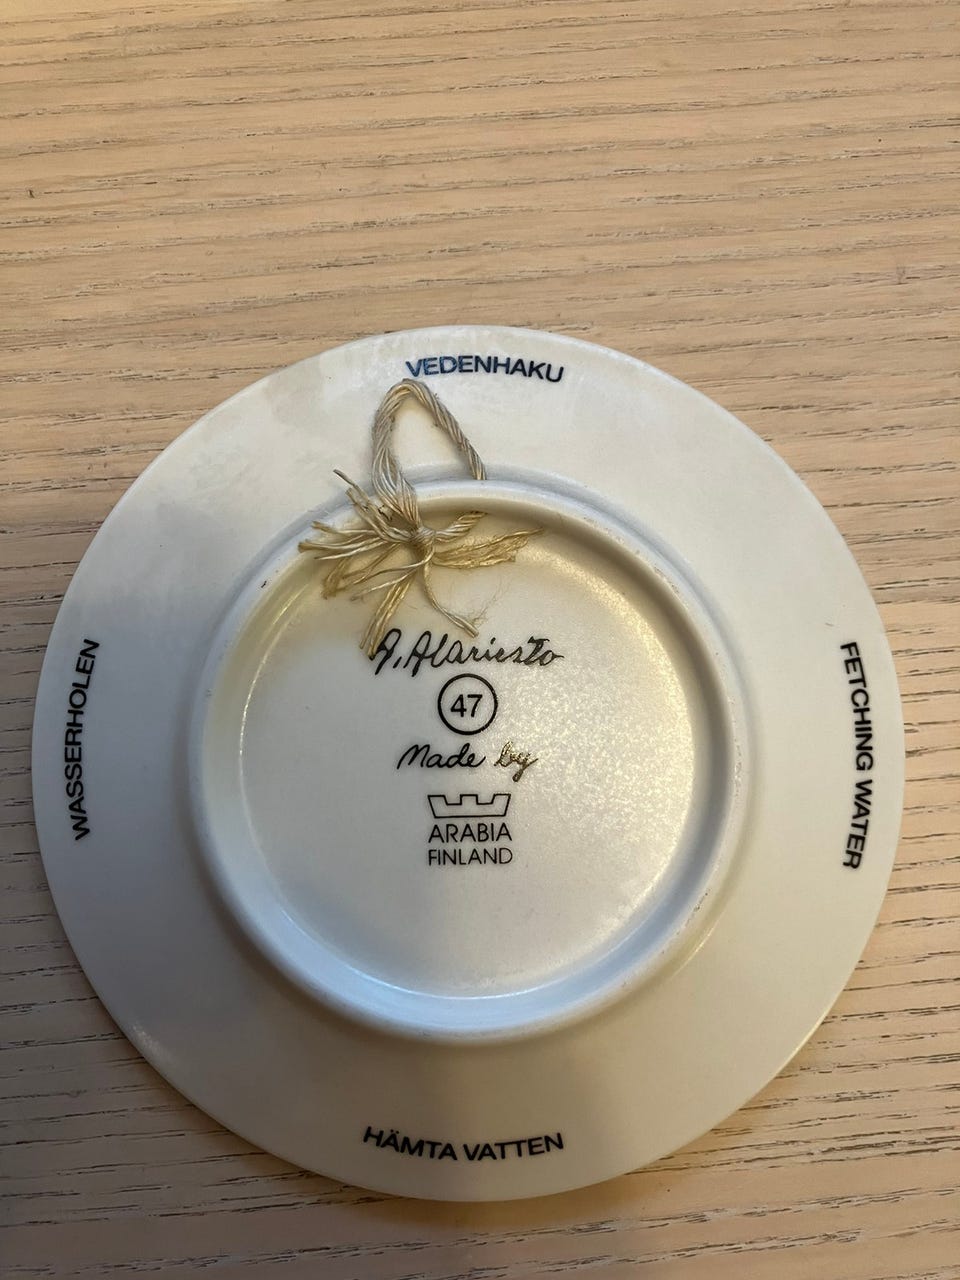 VEDENHAKU
A. Alariesto
47
Made by
ARABIA
FINLAND
WASSERHOLEN
FETCHING WATER
HÄMTA VATTEN